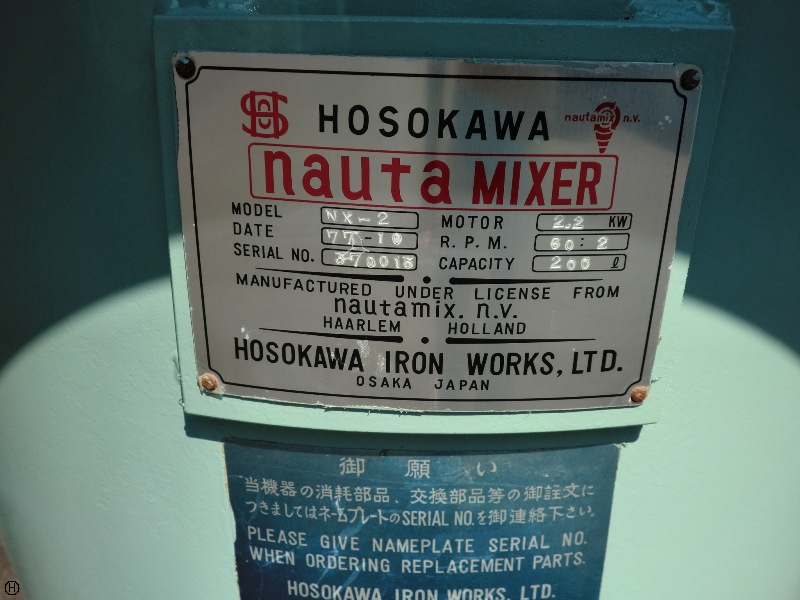 HOSOKAWA nautamix n.v.
nauta MIXER
MODEL NX-2 MOTOR 2.2 KW
DATE 77-10 R.P.M. 60:2
SERIAL NO. CAPACITY 200 ℓ
MANUFACTURED UNDER LICENSE FROM
nautamix. n.v.
HAARLEM HOLLAND
HOSOKAWA IRON WORKS, LTD.
OSAKA JAPAN
御願い
当機器の消耗部品、交換部品等の御註文に
つきましてはネームプレートのSERIAL NO.を御連絡下さい。
PLEASE GIVE NAMEPLATE SERIAL NO.
WHEN ORDERING REPLACEMENT PARTS.
HOSOKAWA IRON WORKS, LTD.